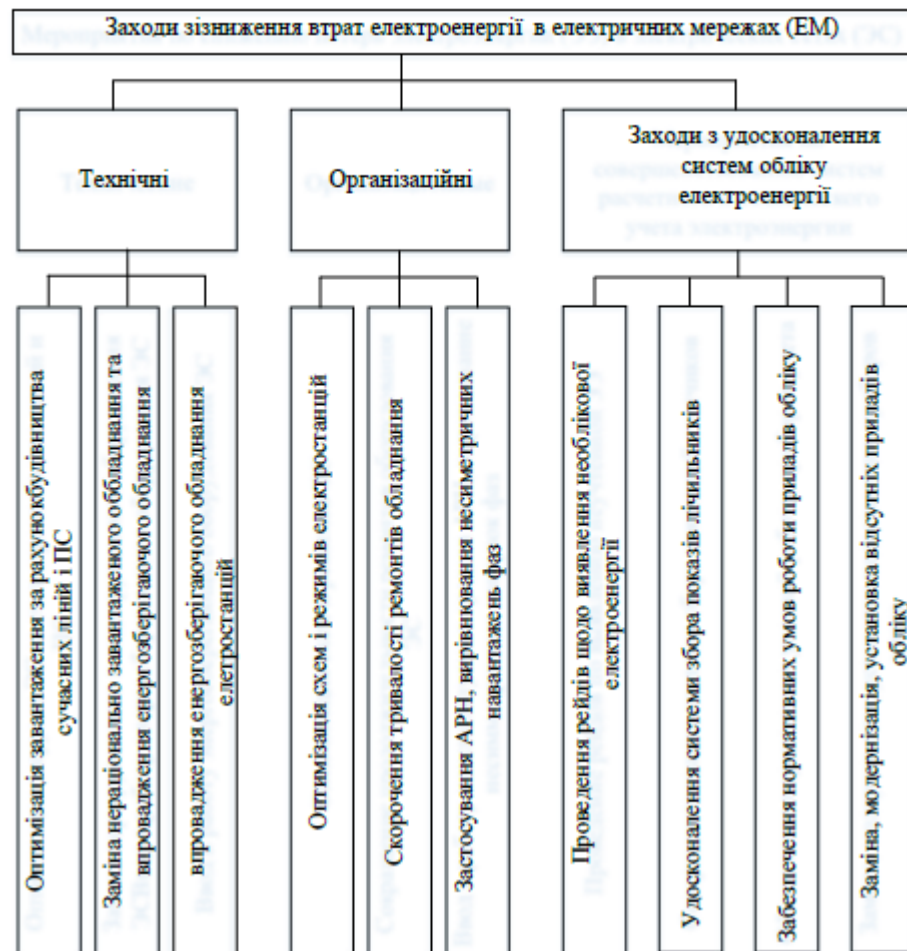 Заходи зізниження втрат електроенергії в електричних мережах (ЕМ)
Технічні
Організаційні
Заходи з удосконалення
систем обліку
електроенергії
Оптимізація завантаження за рахунокбудівництва
сучасних ліній і ПС
Заміна нераціонально завантаженого оббладнання та
впровадження енергозберігаючого обладнання
впровадження енергозберігаючого обладнання
елетростанцій
Оптимізація схем і режимів електростанцій
Скорочення тривалості ремонтів обладнання
Застосування АРН, вирівнювання несиметричних
навантажень фаз
Проведення рейдів щодо виявлення необлікової
електроенергії
Удосконалення системи збора показів лічильників
Забезпечення нормативних умов роботи приладів обліку
Заміна, модернізація, установка відсутніх приладів
обліку